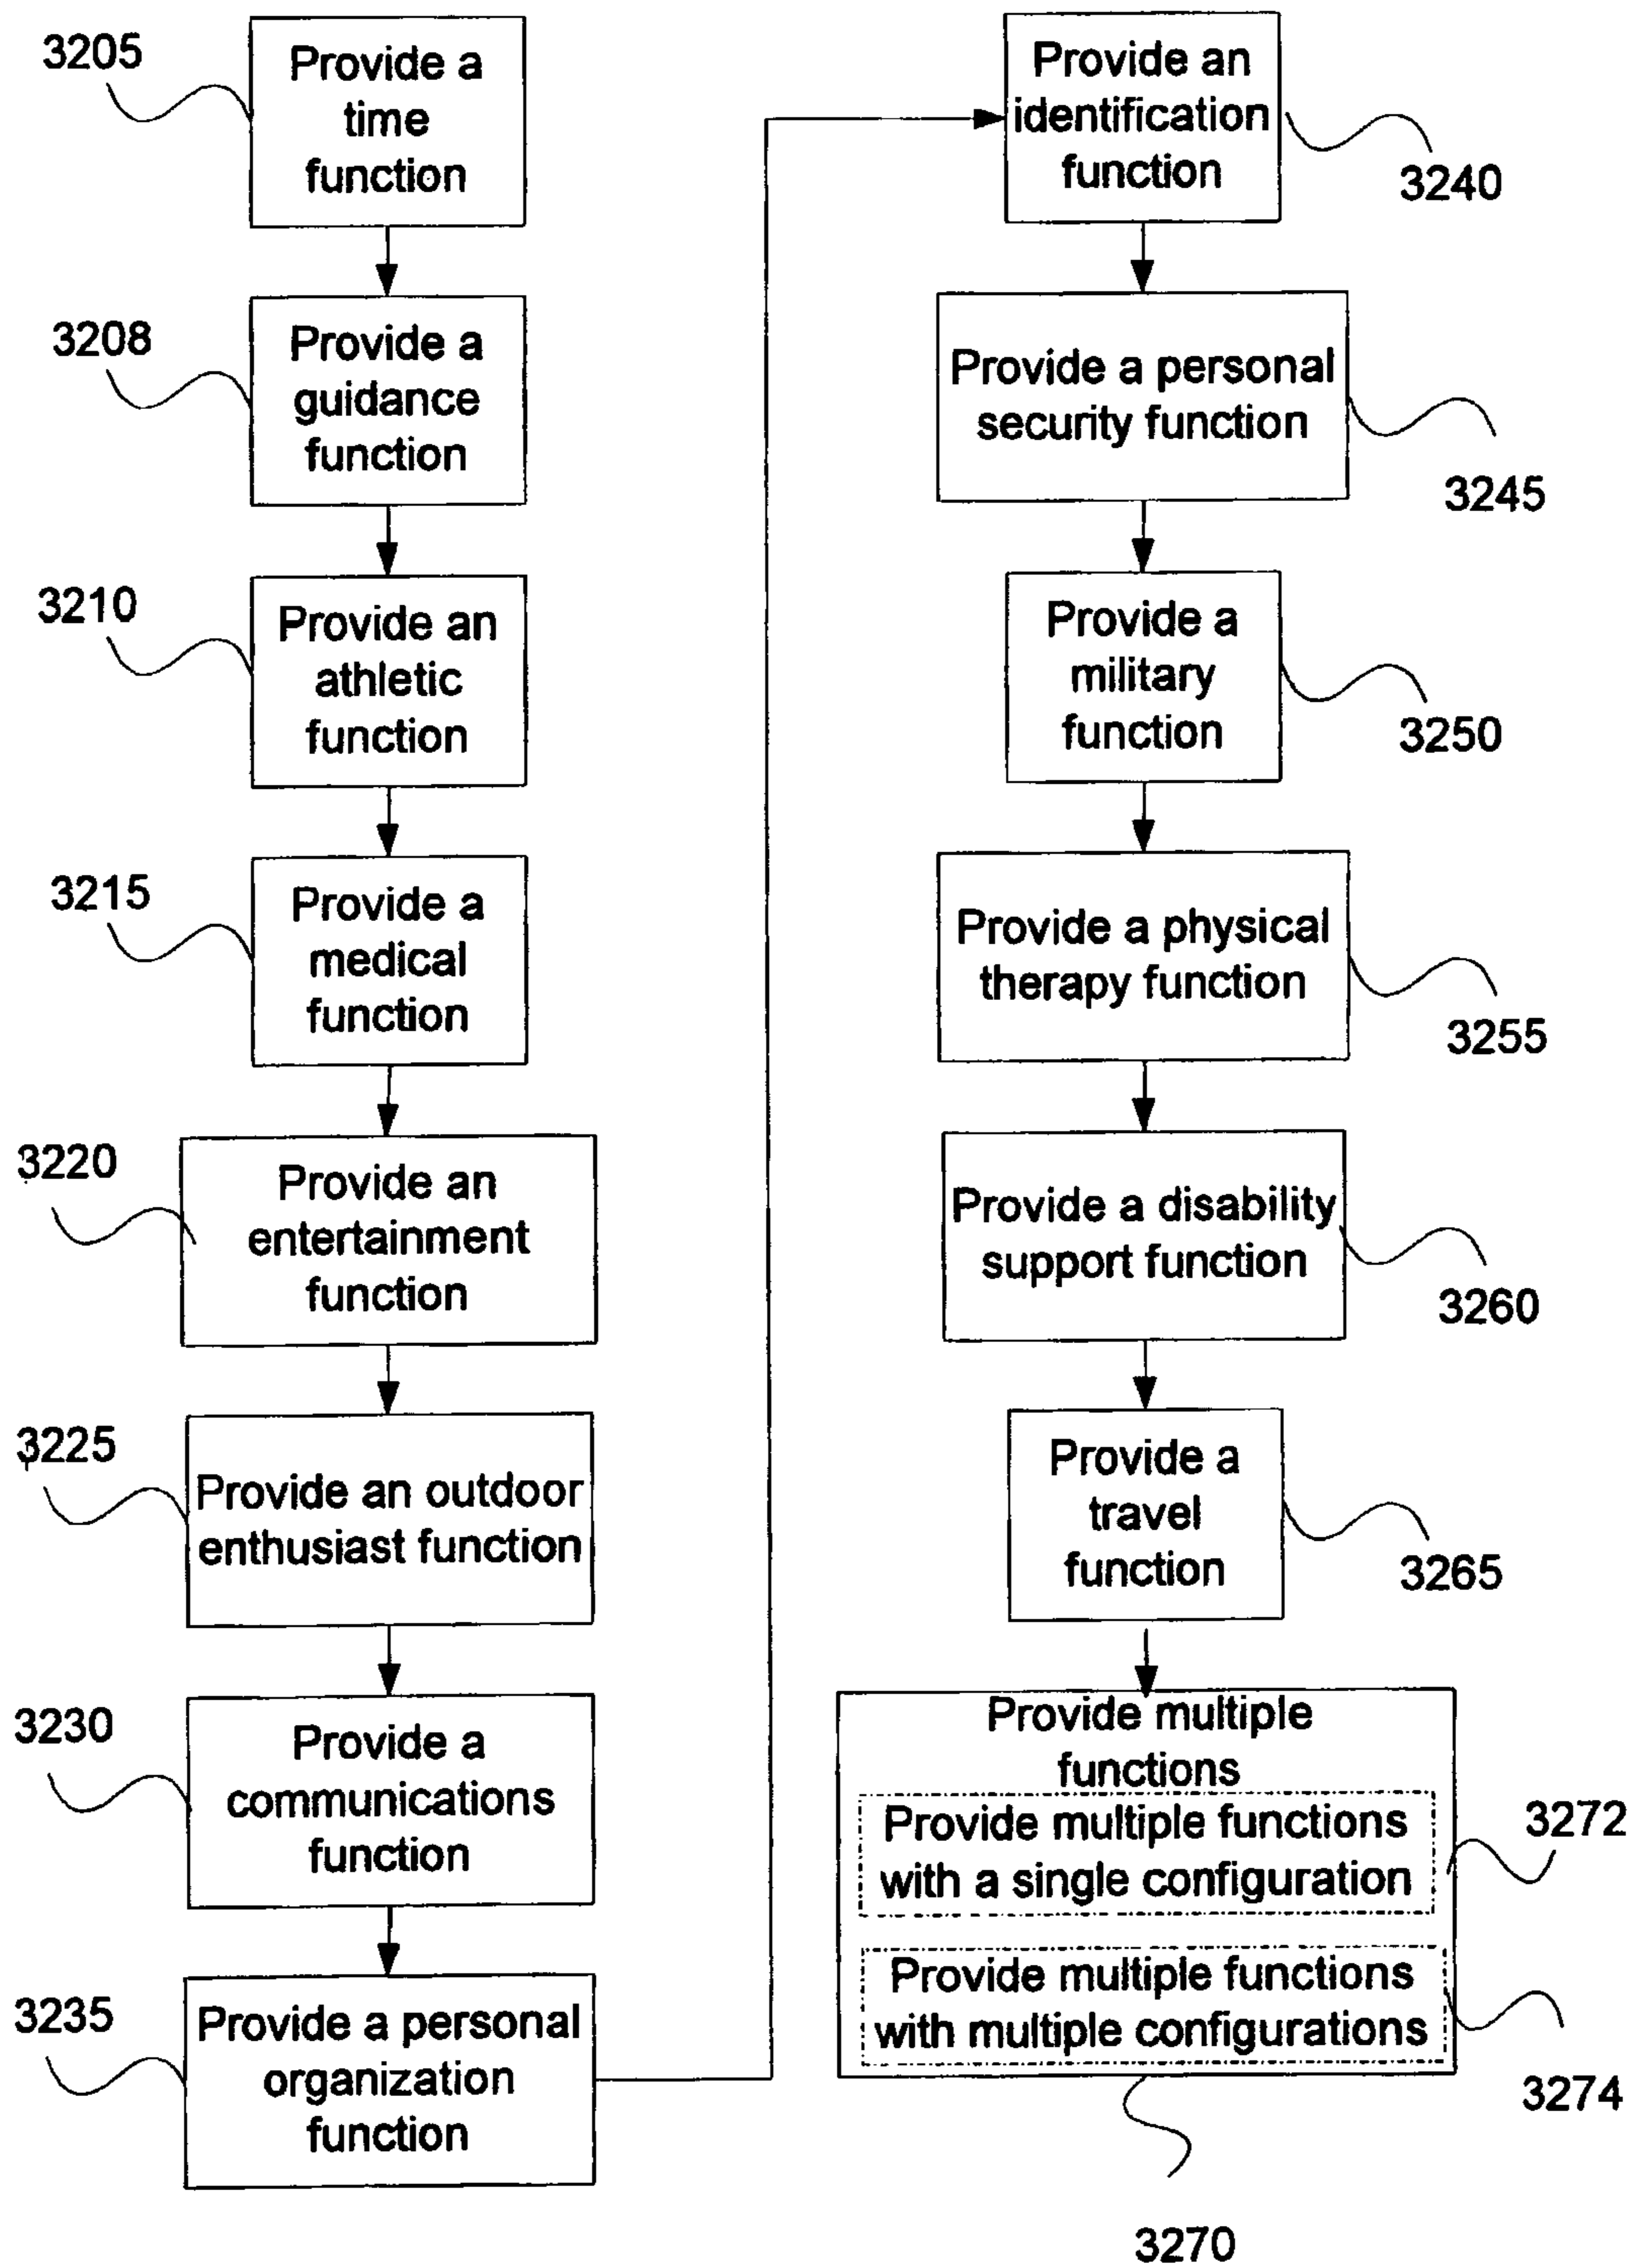 3205
Provide a
time
function
3208
Provide a
guidance
function
3210
Provide an
athletic
function
3215
Provide a
medical
function
3220
Provide an
entertainment
function
3225
Provide an outdoor
enthusiast function
3230
Provide a
communications
function
3235
Provide a personal
organization
function
Provide an
identification
function
3240
Provide a personal
security function
3245
Provide a
military
function
3250
Provide a physical
therapy function
3255
Provide a disability
support function
3260
Provide a
travel
function
3265
Provide multiple
functions
Provide multiple functions
with a single configuration
3272
Provide multiple functions
with multiple configurations
3274
3270